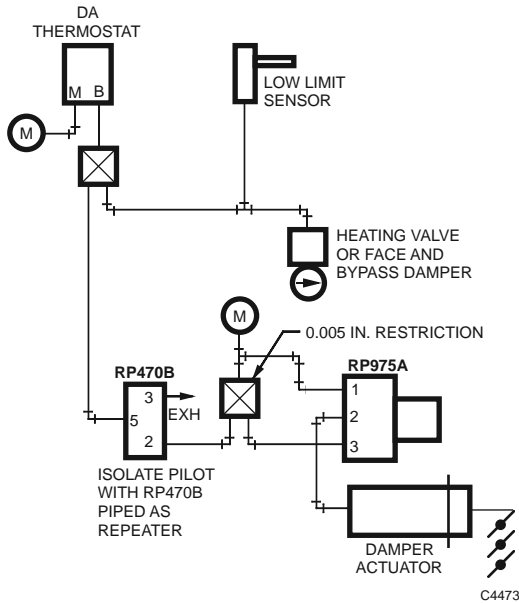 DA
THERMOSTAT
M B
M
LOW LIMIT
SENSOR
HEATING VALVE
OR FACE AND
BYPASS DAMPER
M
0.005 IN. RESTRICTION
RP470B
RP975A
3
EXH
5
2
1
2
3
ISOLATE PILOT
WITH RP470B
PIPED AS
REPEATER
DAMPER
ACTUATOR
C4473